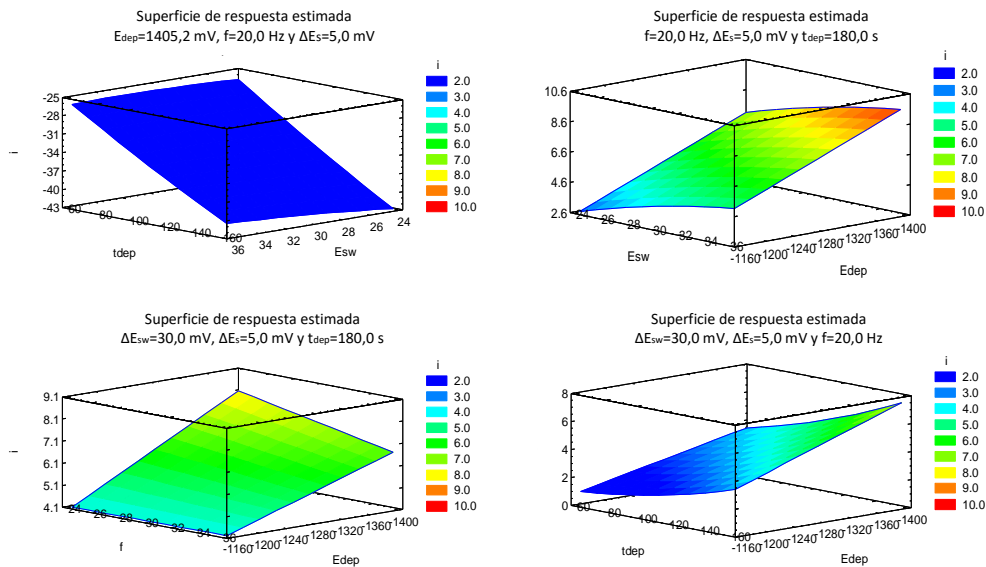 Superficie de respuesta estimada
Edep=1405,2 mV, f=20,0 Hz y ΔEs=5,0 mV
i
2.0
3.0
4.0
5.0
6.0
7.0
8.0
9.0
10.0
-25
-28
-31
-34
-37
-40
-43
i
60 80 100 120 140 160
tdep
36 34 32 30 28 26 24
Esw
Superficie de respuesta estimada
f=20,0 Hz, ΔEs=5,0 mV y tdep=180,0 s
i
2.0
3.0
4.0
5.0
6.0
7.0
8.0
9.0
10.0
10.6
8.6
6.6
4.6
2.6
24 26 28 30 32 34 36
Esw
-1160 -1200 -1240 -1280 -1320 -1360 -1400
Edep
Superficie de respuesta estimada
ΔEsw=30,0 mV, ΔEs=5,0 mV y tdep=180,0 s
i
2.0
3.0
4.0
5.0
6.0
7.0
8.0
9.0
10.0
9.1
8.1
7.1
6.1
5.1
4.1
i
24 26 28 30 32 34 36
f
-1160 -1200 -1240 -1280 -1320 -1360 -1400
Edep
Superficie de respuesta estimada
ΔEsw=30,0 mV, ΔEs=5,0 mV y f=20,0 Hz
i
2.0
3.0
4.0
5.0
6.0
7.0
8.0
9.0
10.0
8
6
4
2
0
60 80 100 120 140 160
tdep
-1160 -1200 -1240 -1280 -1320 -1360 -1400
Edep